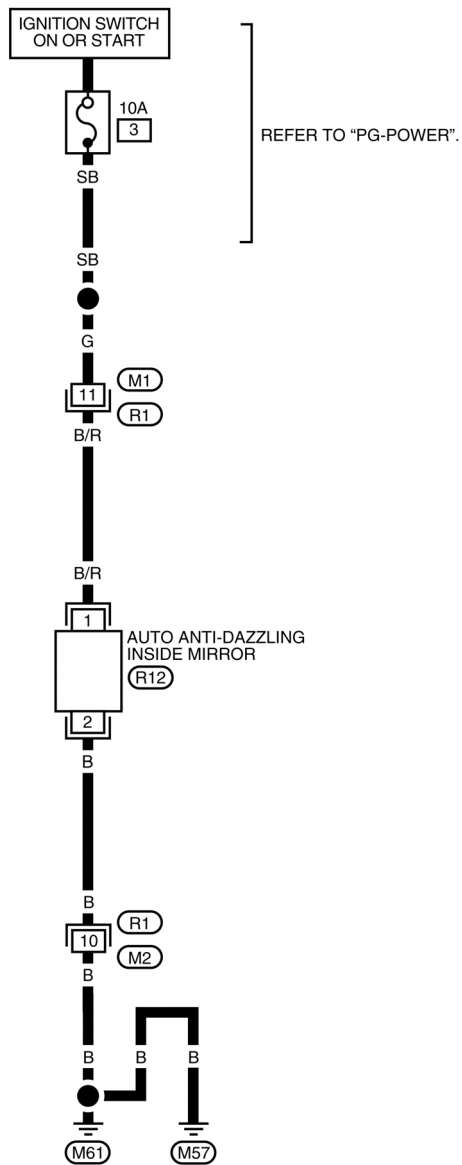 IGNITION SWITCH
ON OR START
10A
3
REFER TO “PG-POWER”.
SB
SB
G
11
M1
R1
B/R
B/R
1
AUTO ANTI-DAZZLING
INSIDE MIRROR
R12
2
B
B
R1
10
M2
B
B B B
M61 M57